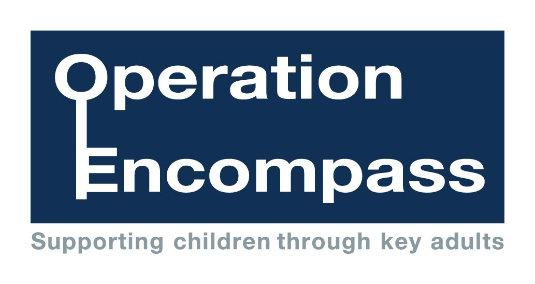 Operation
Encompass
Supporting children through key adults